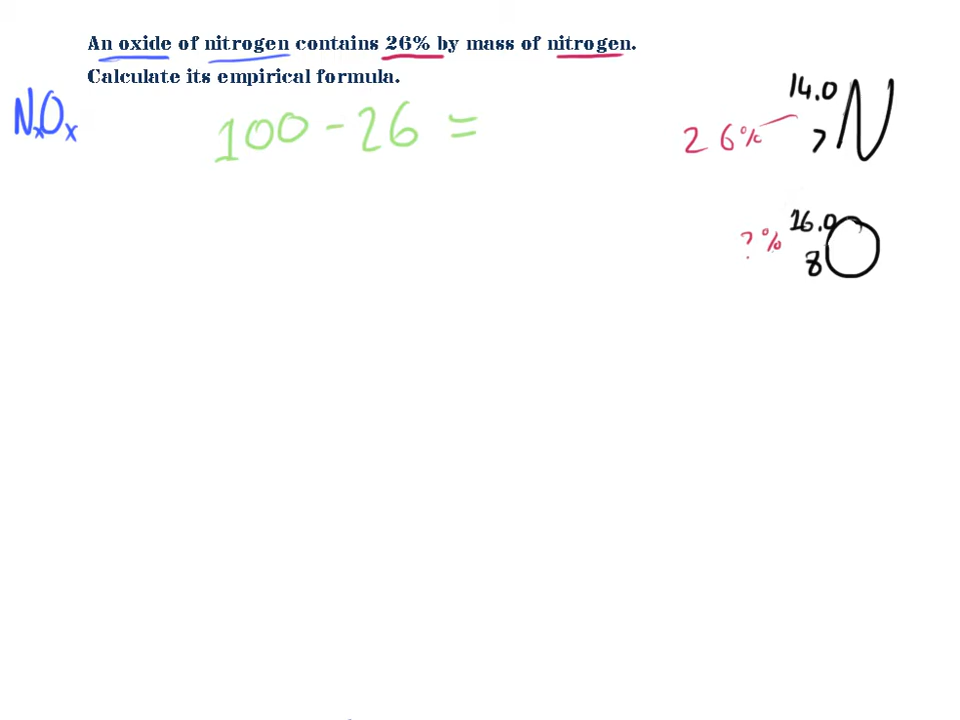 An oxide of nitrogen contains 26% by mass of nitrogen.
Calculate its empirical formula.
NxOx
100 - 26 =
26%
14.0
7
N
?%
16.0
8
O